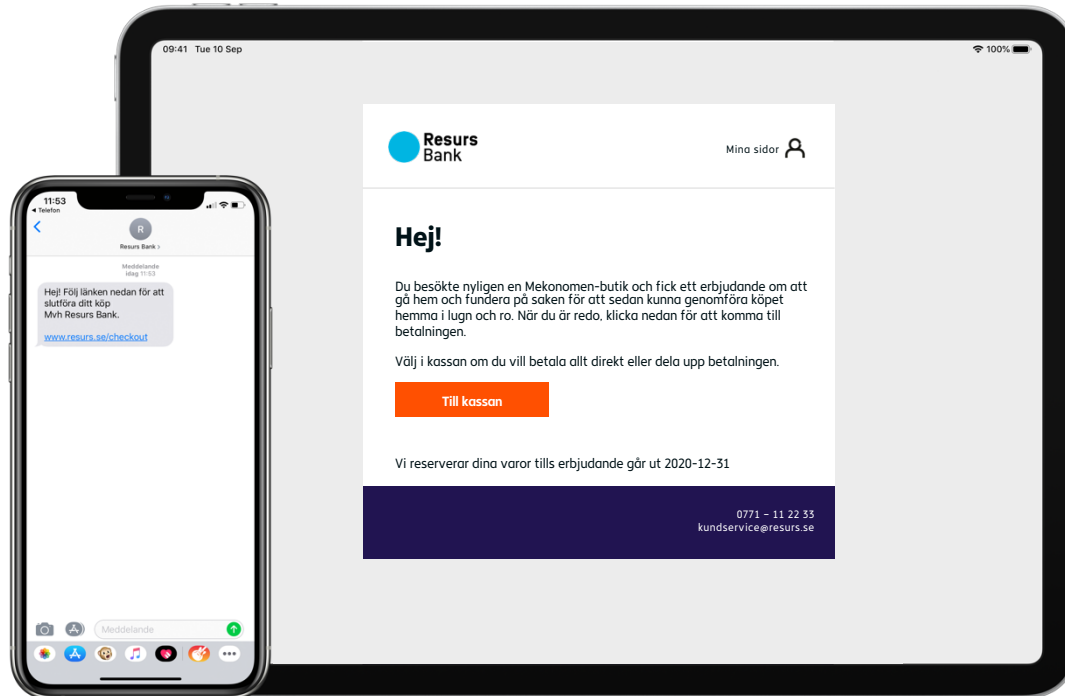 09:41 Tue 10 Sep
100%
Resurs
Bank
Mina sidor
Hej!
Du besökte nyligen en Mekonomen-butik och fick ett erbjudande om att
gå hem och fundera på saken för att sedan kunna genomföra köpet
hemma i lugn och ro. När du är redo, klicka nedan för att komma till
betalningen.
Välj i kassan om du vill betala allt direkt eller dela upp betalningen.
Till kassan
Vi reserverar dina varor tills erbjudande går ut 2020-12-31
0771 – 11 22 33
kundservice@resurs.se
11:53
Telefon
R
Resurs Bank
Meddelande
idag 11:53
Hej! Följ länken nedan för att
slutföra ditt köp
Mvh Resurs Bank.
www.resurs.se/checkout
Meddelande